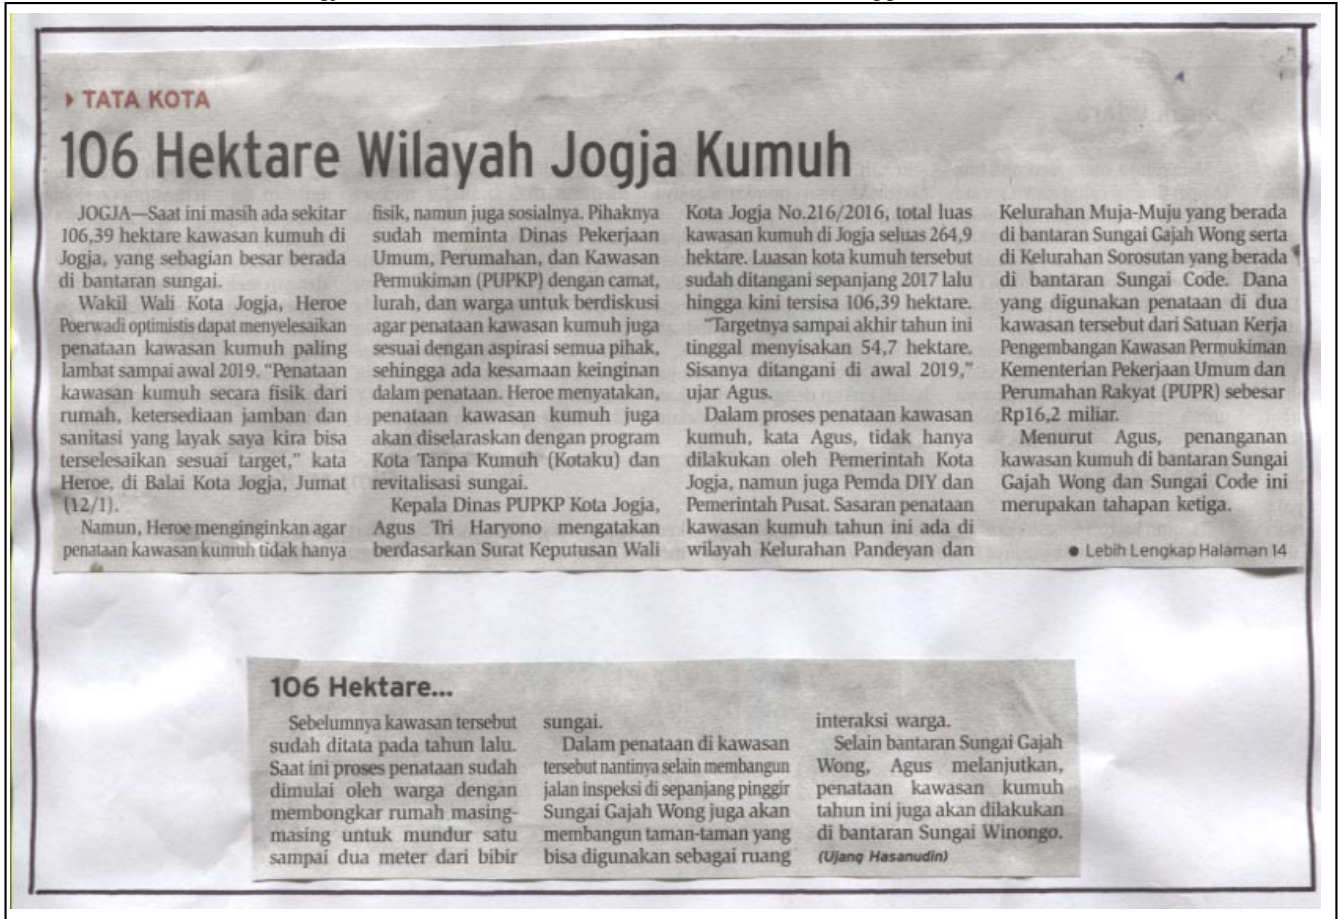 TATA KOTA
106 Hektare Wilayah Jogja Kumuh
JOGJA—Saat ini masih ada sekitar
106,39 hektare kawasan kumuh di
Jogja, yang sebagian besar berada
di bantaran sungai.
Wakil Wali Kota Jogja, Heroe
Poerwadi optimistis dapat menyelesaikan
penataan kawasan kumuh paling
lambat sampai awal 2019. "Penataan
kawasan kumuh secara fisik dari
rumah, ketersediaan jamban dan
sanitasi yang layak saya kira bisa
terselesaikan sesuai target," kata
Heroe, di Balai Kota Jogja, Jumat
(12/1).
Namun, Heroe menginginkan agar
penataan kawasan kumuh tidak hanya
fisik, namun juga sosialnya. Pihaknya
sudah meminta Dinas Pekerjaan
Umum, Perumahan, dan Kawasan
Permukiman (PUPKP) dengan camat,
lurah, dan warga untuk berdiskusi
agar penataan kawasan kumuh juga
sesuai dengan aspirasi semua pihak,
sehingga ada kesamaan keinginan
dalam penataan. Heroe menyatakan,
penataan kawasan kumuh juga
akan diselaraskan dengan program
Kota Tanpa Kumuh (Kotaku) dan
revitalisasi sungai.
Kepala Dinas PUPKP Kota Jogja,
Agus Tri Haryono mengatakan
berdasarkan Surat Keputusan Wali
Kota Jogja No.216/2016, total luas
kawasan kumuh di Jogja seluas 264,9
hektare. Luasan kota kumuh tersebut
sudah ditangani sepanjang 2017 lalu
hingga kini tersisa 106,39 hektare.
"Targetnya sampai akhir tahun ini
tinggal menyisakan 54,7 hektare.
Sisanya ditangani di awal 2019,"
ujar Agus.
Dalam proses penataan kawasan
kumuh, kata Agus, tidak hanya
dilakukan oleh Pemerintah Kota
Jogja, namun juga Pemda DIY dan
Pemerintah Pusat. Sasaran penataan
kawasan kumuh tahun ini ada di
wilayah Kelurahan Pandeyan dan
Kelurahan Muja-Muju yang berada
di bantaran Sungai Gajah Wong serta
di Kelurahan Sorosutan yang berada
di bantaran Sungai Code. Dana
yang digunakan penataan di dua
kawasan tersebut dari Satuan Kerja
Pengembangan Kawasan Permukiman
Kementerian Pekerjaan Umum dan
Perumahan Rakyat (PUPR) sebesar
Rp16,2 miliar.
Menurut Agus, penanganan
kawasan kumuh di bantaran Sungai
Gajah Wong dan Sungai Code ini
merupakan tahapan ketiga.
● Lebih Lengkap Halaman 14
106 Hektare...
Sebelumnya kawasan tersebut
sudah ditata pada tahun lalu.
Saat ini proses penataan sudah
dimulai oleh warga dengan
membongkar rumah masing-
masing untuk mundur satu
sampai dua meter dari bibir
sungai.
Dalam penataan di kawasan
tersebut nantinya selain membangun
jalan inspeksi di sepanjang pinggir
Sungai Gajah Wong juga akan
membangun taman-taman yang
bisa digunakan sebagai ruang
interaksi warga.
Selain bantaran Sungai Gajah
Wong, Agus melanjutkan,
penataan kawasan kumuh
tahun ini juga akan dilakukan
di bantaran Sungai Winongo.
(Ujang Hasanudin)